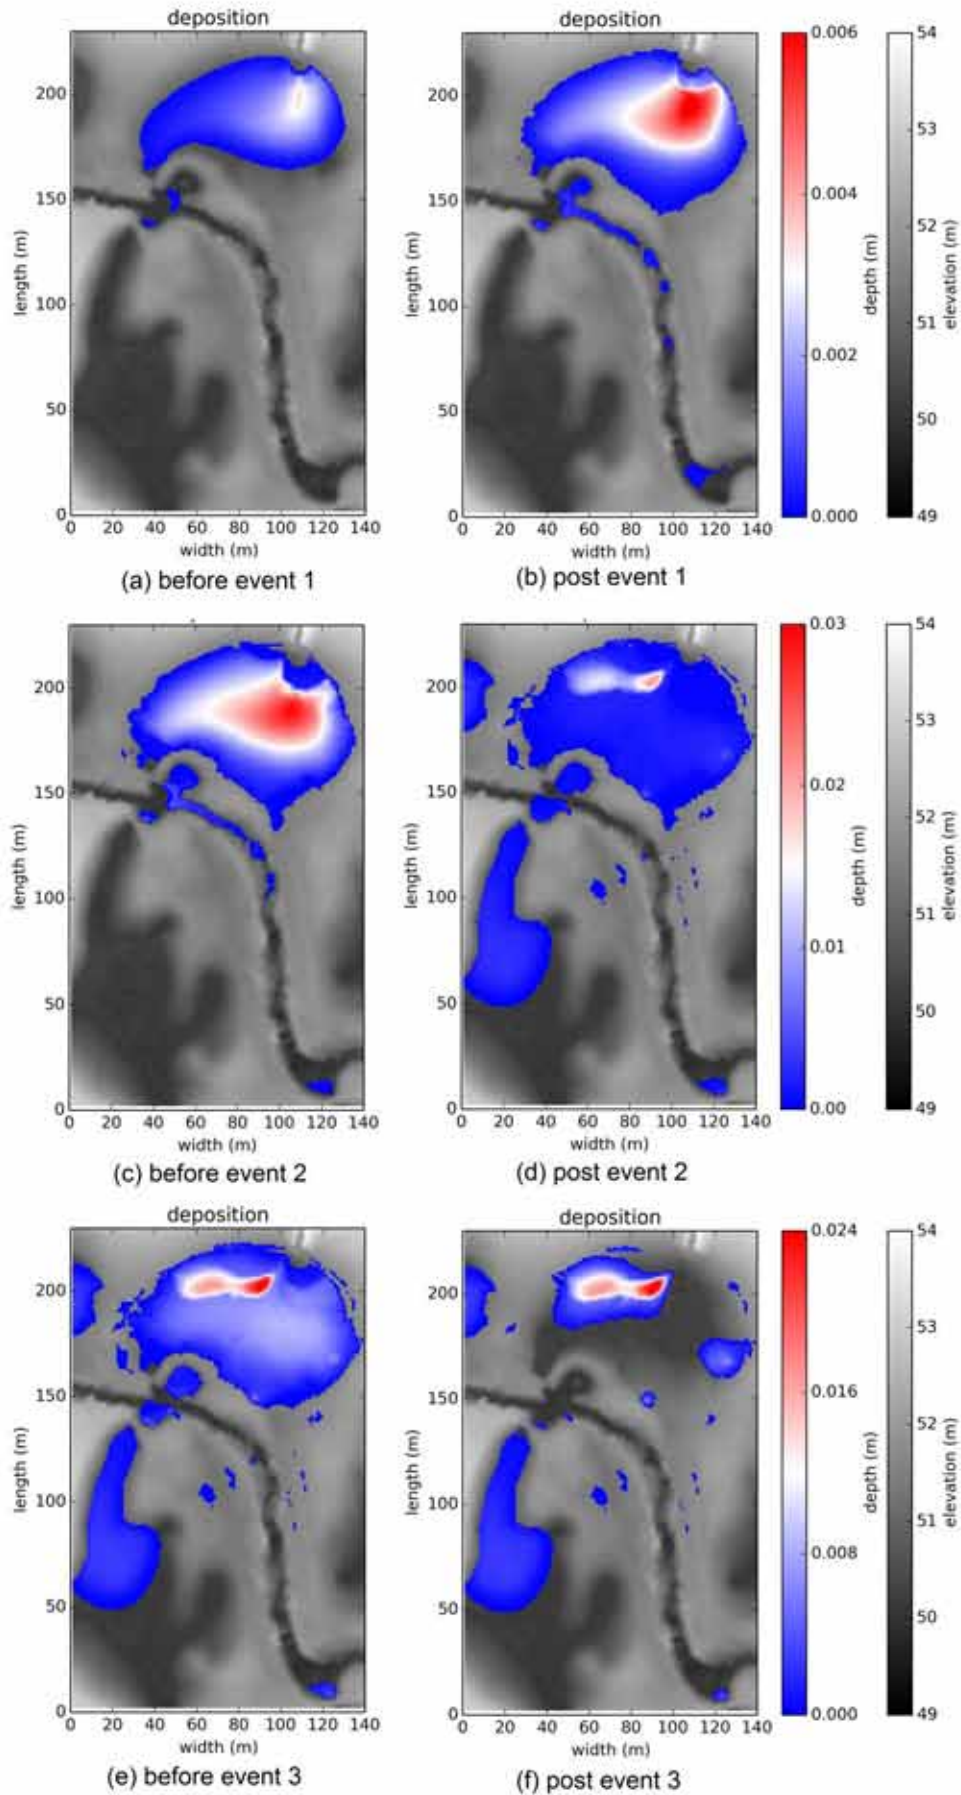 deposition
deposition
200
150
100
50
0
length (m)
0 20 40 60 80 100 120 140
width (m)
(a) before event 1
200
150
100
50
0
length (m)
0 20 40 60 80 100 120 140
width (m)
(b) post event 1
0.006
0.004
0.002
0.000
depth (m)
54
53
52
51
50
49
elevation (m)
200
150
100
50
0
length (m)
0 20 40 60 80 100 120 140
width (m)
(c) before event 2
200
150
100
50
0
length (m)
0 20 40 60 80 100 120 140
width (m)
(d) post event 2
0.03
0.02
0.01
0.00
depth (m)
54
53
52
51
50
49
elevation (m)
deposition
deposition
200
150
100
50
0
length (m)
0 20 40 60 80 100 120 140
width (m)
(e) before event 3
200
150
100
50
0
length (m)
0 20 40 60 80 100 120 140
width (m)
(f) post event 3
0.024
0.016
0.008
0.000
depth (m)
54
53
52
51
50
49
elevation (m)